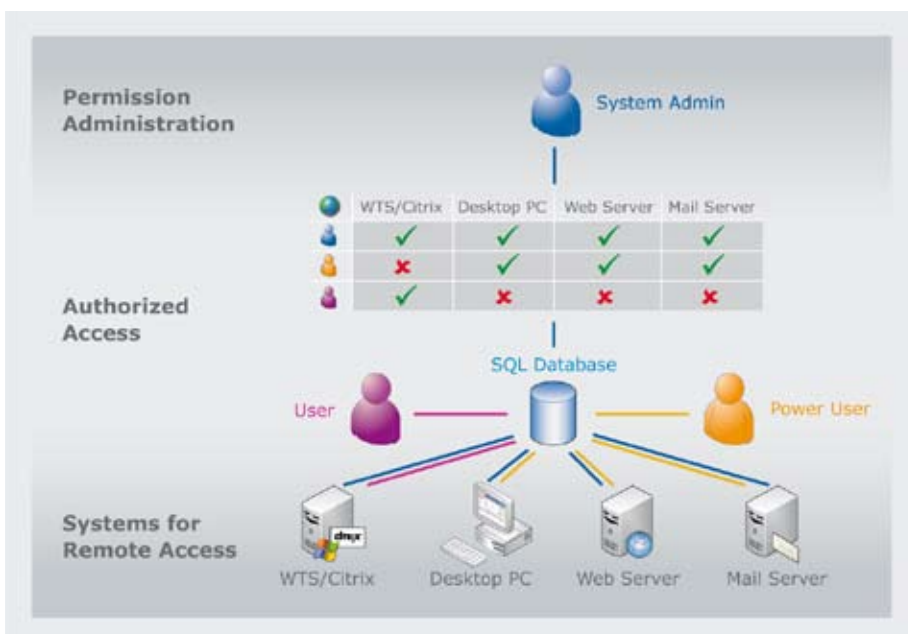 Permission
Administration
System Admin
WTS/Citrix Desktop PC Web Server Mail Server
Authorized
Access
SQL Database
User
Power User
Systems for
Remote Access
WTS/Citrix
Desktop PC
Web Server
Mail Server